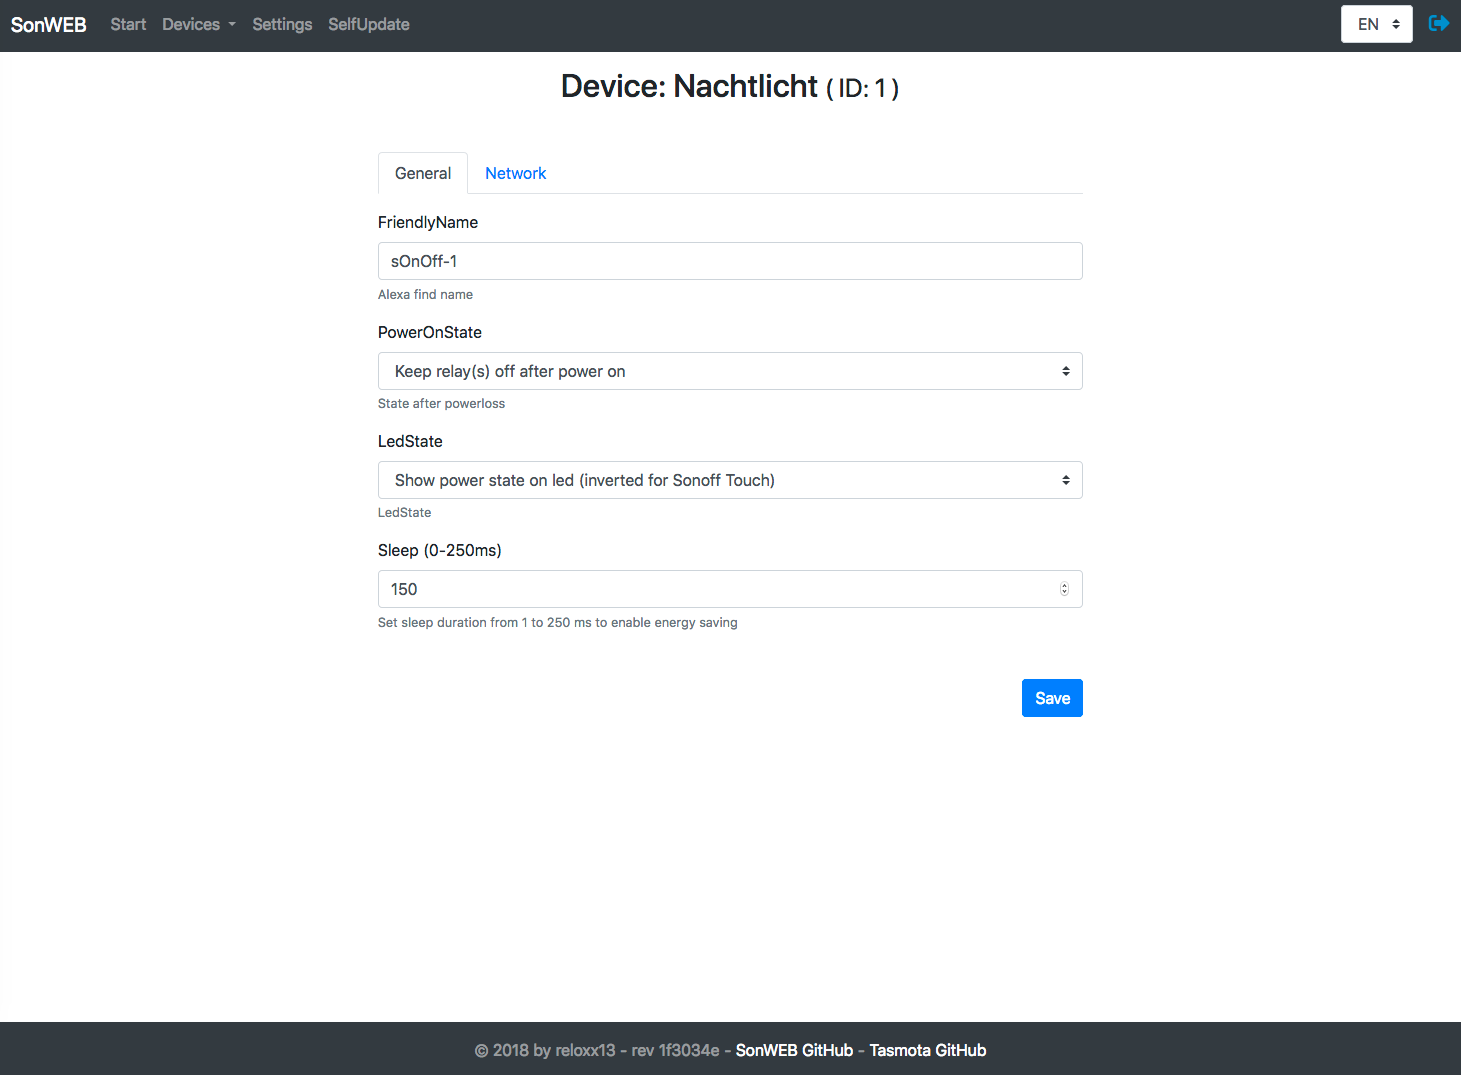 SonWEB Start Devices Settings SelfUpdate EN
Device: Nachtlicht ( ID: 1 )
General Network
FriendlyName
sOnOff-1
Alexa find name
PowerOnState
Keep relay(s) off after power on
State after powerloss
LedState
Show power state on led (inverted for Sonoff Touch)
LedState
Sleep (0-250ms)
150
Set sleep duration from 1 to 250 ms to enable energy saving
Save
© 2018 by reloxx13 - rev 1f3034e - SonWEB GitHub - Tasmota GitHub